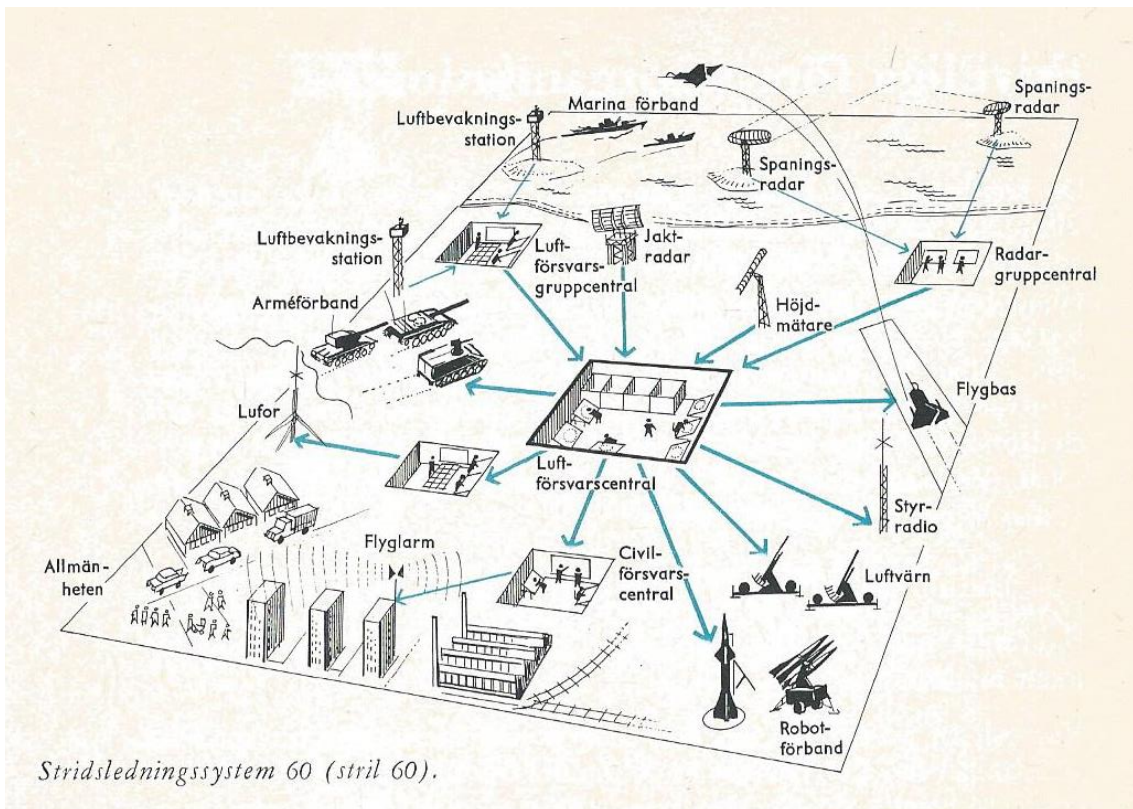 Spanings-
radar
Marina förband
Luftbevaknings-
station
Spanings-
radar
Luftbevaknings-
station
Luft-
försvars-
gruppcentral
Jakt-
radar
Radar-
gruppcentral
Arméförband
Höjd-
mätare
Flygbas
Lufor
Luft-
försvarscentral
Styr-
radio
Flyglarm
Civil-
försvars-
central
Allmän-
heten
Luftvärn
Robot-
förband
Stridsledningssystem 60 (stril 60).